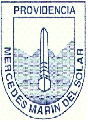 PROVIDENCIA
MERCEDES MARIN DEL SOLAR